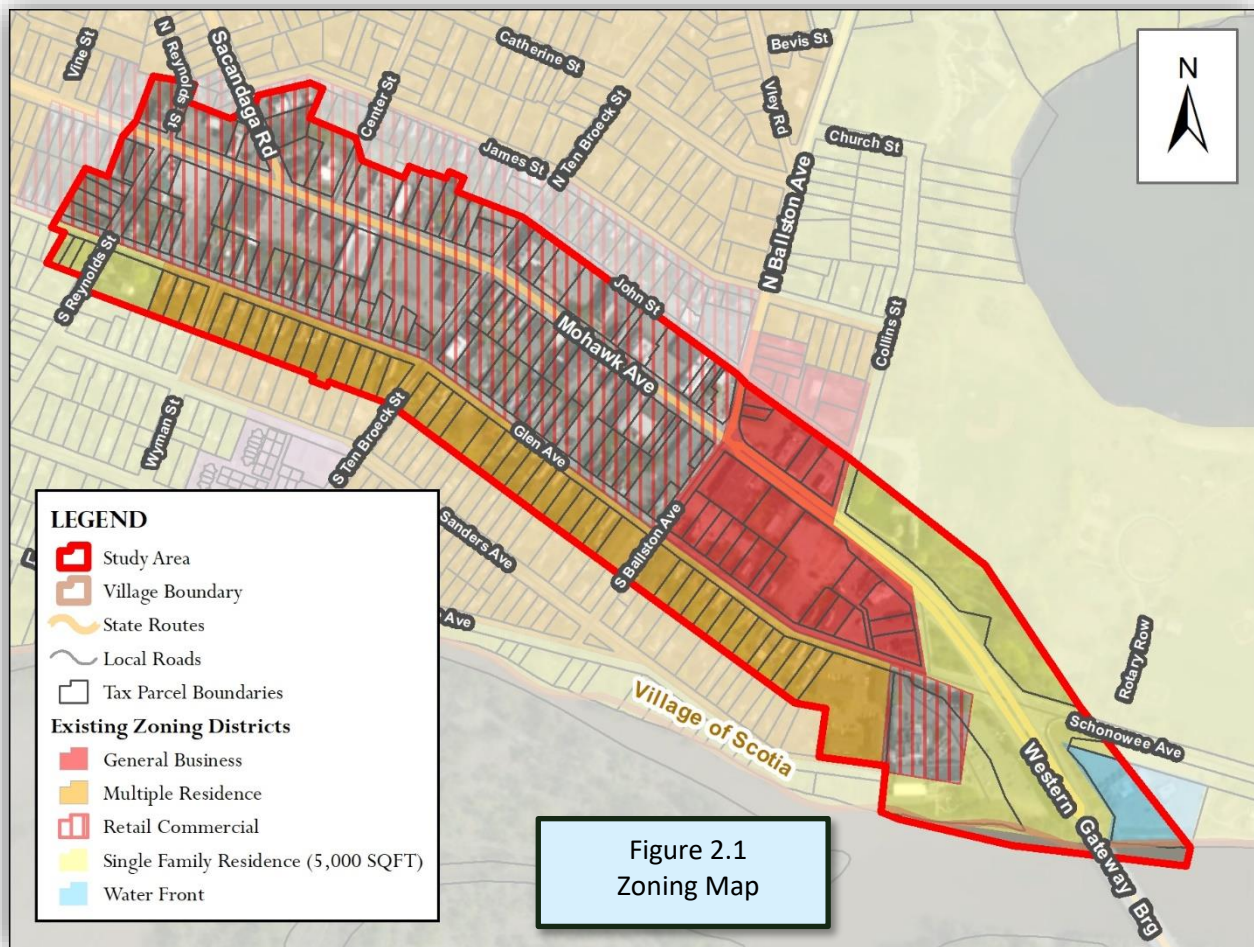 Vine St
N Reynolds St
Sacandaga Rd
Center St
Catherine St
Bevis St
Vley Rd
N
James St
N Ten Broeck St
Church St
N Ballston Ave
S Reynolds St
John St
Mohawk Ave
Collins St
Wyman St
S Ten Broeck St
Glen Ave
Sanders Ave
S Ballston Ave
Ave
Rotary Row
Schonowee Ave
Village of Scotia
Western Gateway Brg
LEGEND
Study Area
Village Boundary
State Routes
Local Roads
Tax Parcel Boundaries
Existing Zoning Districts
General Business
Multiple Residence
Retail Commercial
Single Family Residence (5,000 SQFT)
Water Front
Figure 2.1
Zoning Map